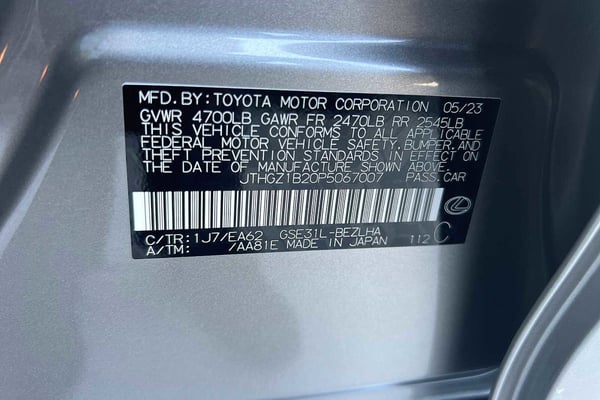 MFD.BY:TOYOTA MOTOR CORPORATION 05/23
GVWR 4700LB GAWR FR 2470LB RR 2545LB
THIS VEHICLE CONFORMS TO ALL APPLICABLE
FEDERAL MOTOR VEHICLE SAFETY,BUMPER,AND
THEFT PREVENTION STANDARDS IN EFFECT ON
THE DATE OF MANUFACTURE SHOWN ABOVE.
JTHGZ1B20P5067007 PASS.CAR
C/TR:1J7/EA62 GSE31L-BEZLHA C
A/TM: /AA81E MADE IN JAPAN 112